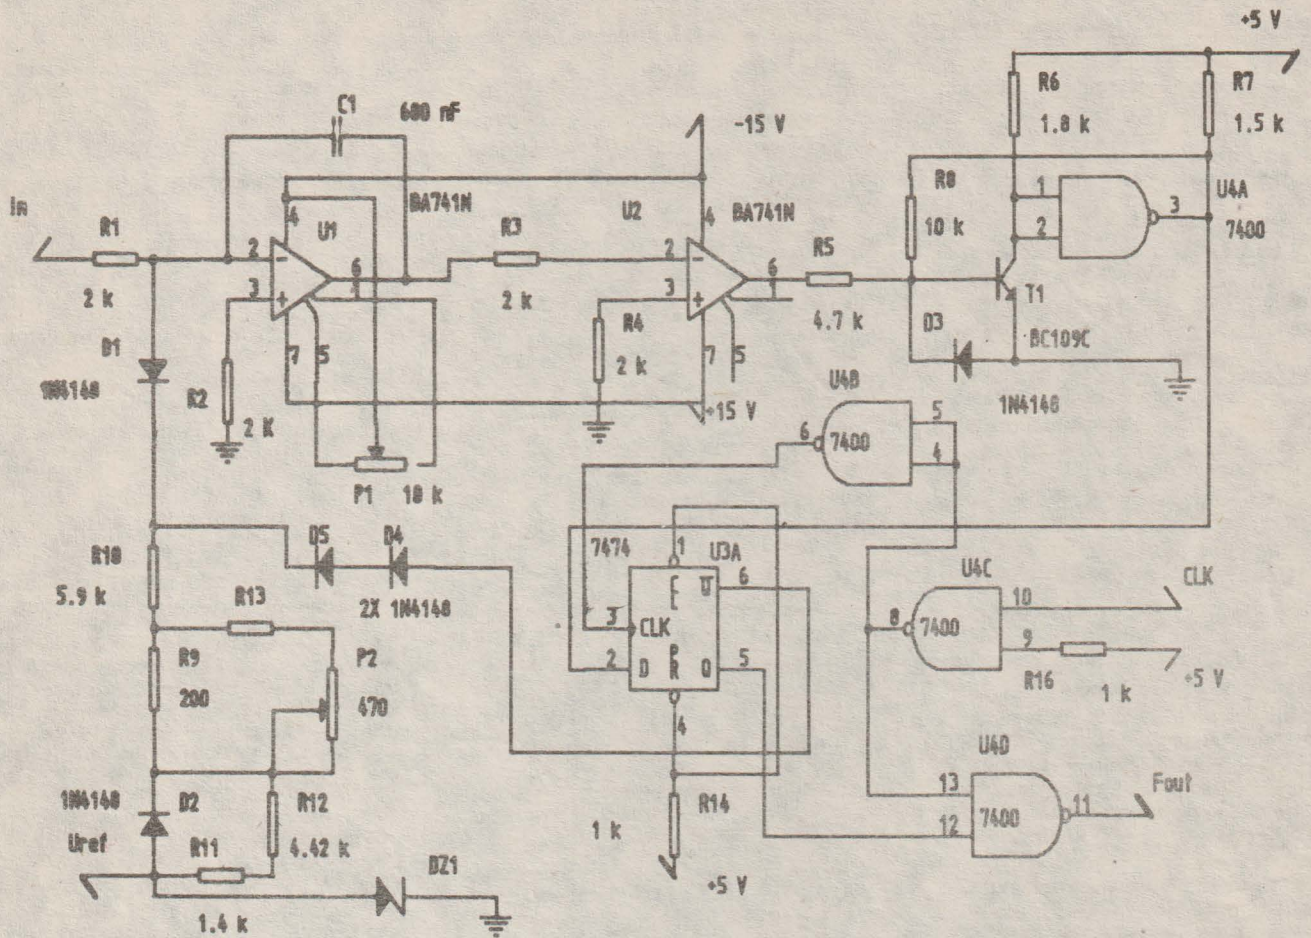 +5 V
C1
680 nF
-15 V
R6
1.8 k
R7
1.5 k
In
R1
2 k
4
U1
BA741N
2
3
6
1
7
5
R3
2 k
U2
4
BA741N
2
3
6
1
7
5
R5
4.7 k
R8
10 k
1
2
3
U4A
7400
T1
BC109C
D3
1N4148
D1
1N4148
R2
2 K
R4
2 k
+15 V
P1
10 k
U4B
7400
6
5
4
R10
5.9 k
D5
D4
2X 1N4148
7474
U3A
1
CL
Q
6
3
CLK
2
D
PR
Q
5
4
U4C
7400
8
10
9
CLK
R16
1 k
+5 V
R13
R9
200
P2
470
1N4148
D2
Uref
R11
1.4 k
R12
4.42 k
DZ1
1 k
R14
+5 V
U4D
7400
13
12
11
Fout